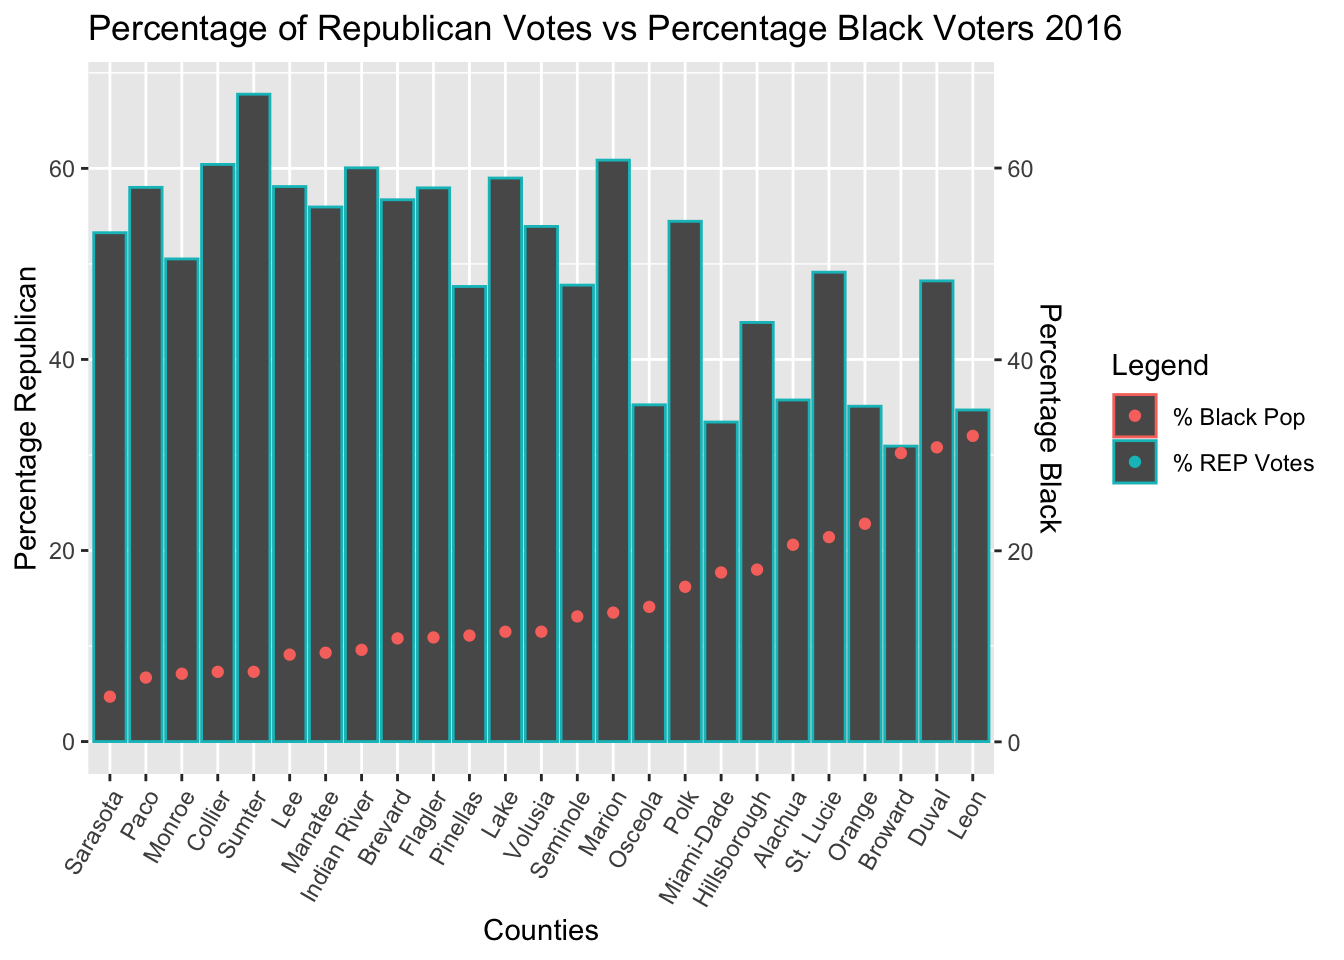 Percentage of Republican Votes vs Percentage Black Voters 2016
Percentage Republican
60
40
20
0
60
40
20
0
Percentage Black
Legend
% Black Pop
% REP Votes
Sarasota
Paco
Monroe
Collier
Sumter
Lee
Manatee
Indian River
Brevard
Flagler
Pinellas
Lake
Volusia
Seminole
Marion
Osceola
Polk
Miami-Dade
Hillsborough
Alachua
St. Lucie
Orange
Broward
Duval
Leon
Counties